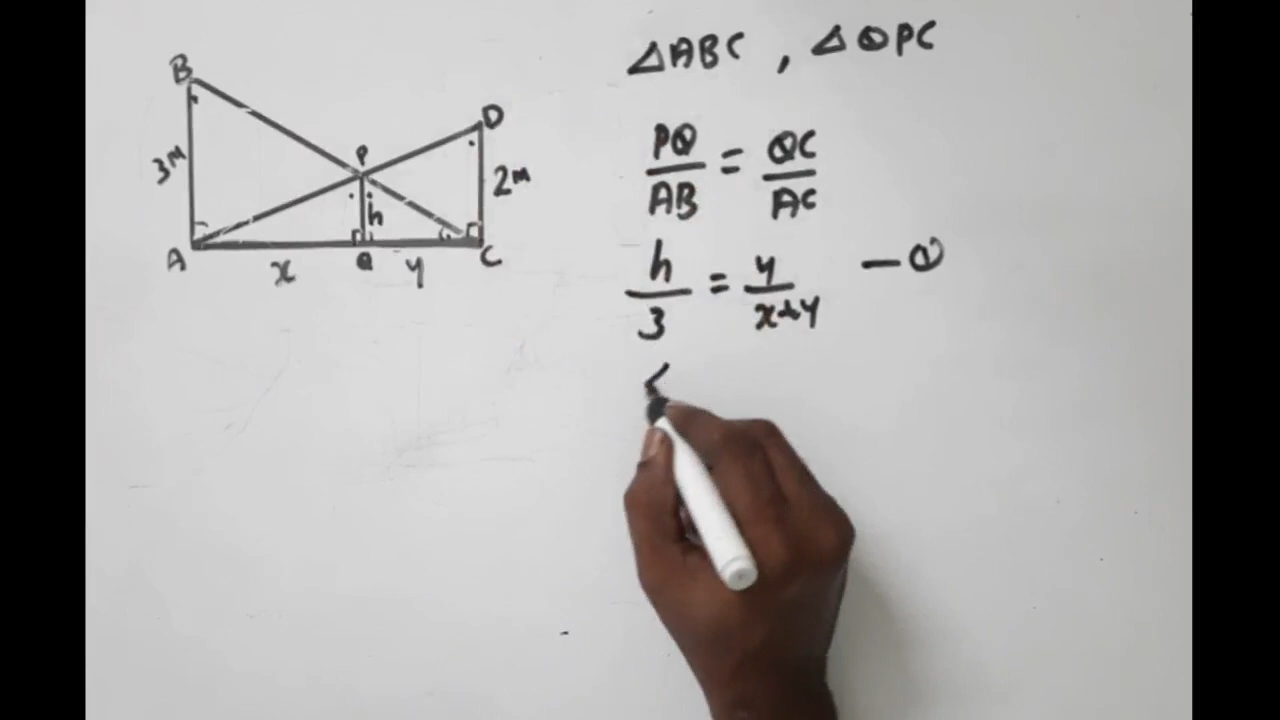 B
D
P
3M
2M
h
A
x
Q
y
C
△ABC , △QPC
PQ/AB = QC/AC
h/3 = y/x+y —①